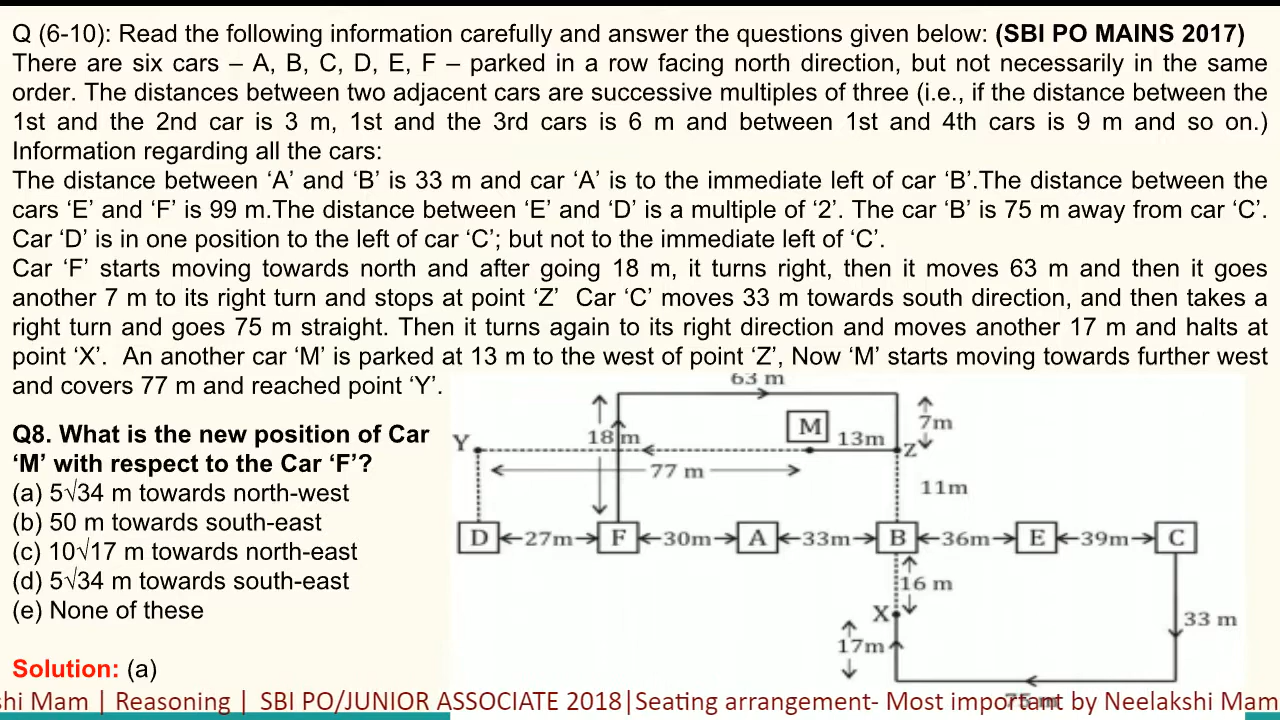 Q (6-10): Read the following information carefully and answer the questions given below: (SBI PO MAINS 2017)
There are six cars – A, B, C, D, E, F – parked in a row facing north direction, but not necessarily in the same
order. The distances between two adjacent cars are successive multiples of three (i.e., if the distance between the
1st and the 2nd car is 3 m, 1st and the 3rd cars is 6 m and between 1st and 4th cars is 9 m and so on.)
Information regarding all the cars:
The distance between ‘A’ and ‘B’ is 33 m and car ‘A’ is to the immediate left of car ‘B’.The distance between the
cars ‘E’ and ‘F’ is 99 m.The distance between ‘E’ and ‘D’ is a multiple of ‘2’. The car ‘B’ is 75 m away from car ‘C’.
Car ‘D’ is in one position to the left of car ‘C’; but not to the immediate left of ‘C’.
Car ‘F’ starts moving towards north and after going 18 m, it turns right, then it moves 63 m and then it goes
another 7 m to its right turn and stops at point ‘Z’ Car ‘C’ moves 33 m towards south direction, and then takes a
right turn and goes 75 m straight. Then it turns again to its right direction and moves another 17 m and halts at
point ‘X’. An another car ‘M’ is parked at 13 m to the west of point ‘Z’, Now ‘M’ starts moving towards further west
and covers 77 m and reached point ‘Y’.
63 m
7m
Q8. What is the new position of Car
‘M’ with respect to the Car ‘F’?
(a) 5√34 m towards north-west
(b) 50 m towards south-east
(c) 10√17 m towards north-east
(d) 5√34 m towards south-east
(e) None of these
Y
18 m
M
13m
Z
77 m
11m
D 27m F 30m A 33m B 36m E 39m C
16 m
X
33 m
17m
Solution: (a)
75 m
shi Mam | Reasoning | SBI PO/JUNIOR ASSOCIATE 2018|Seating arrangement- Most important by Neelakshi Mam